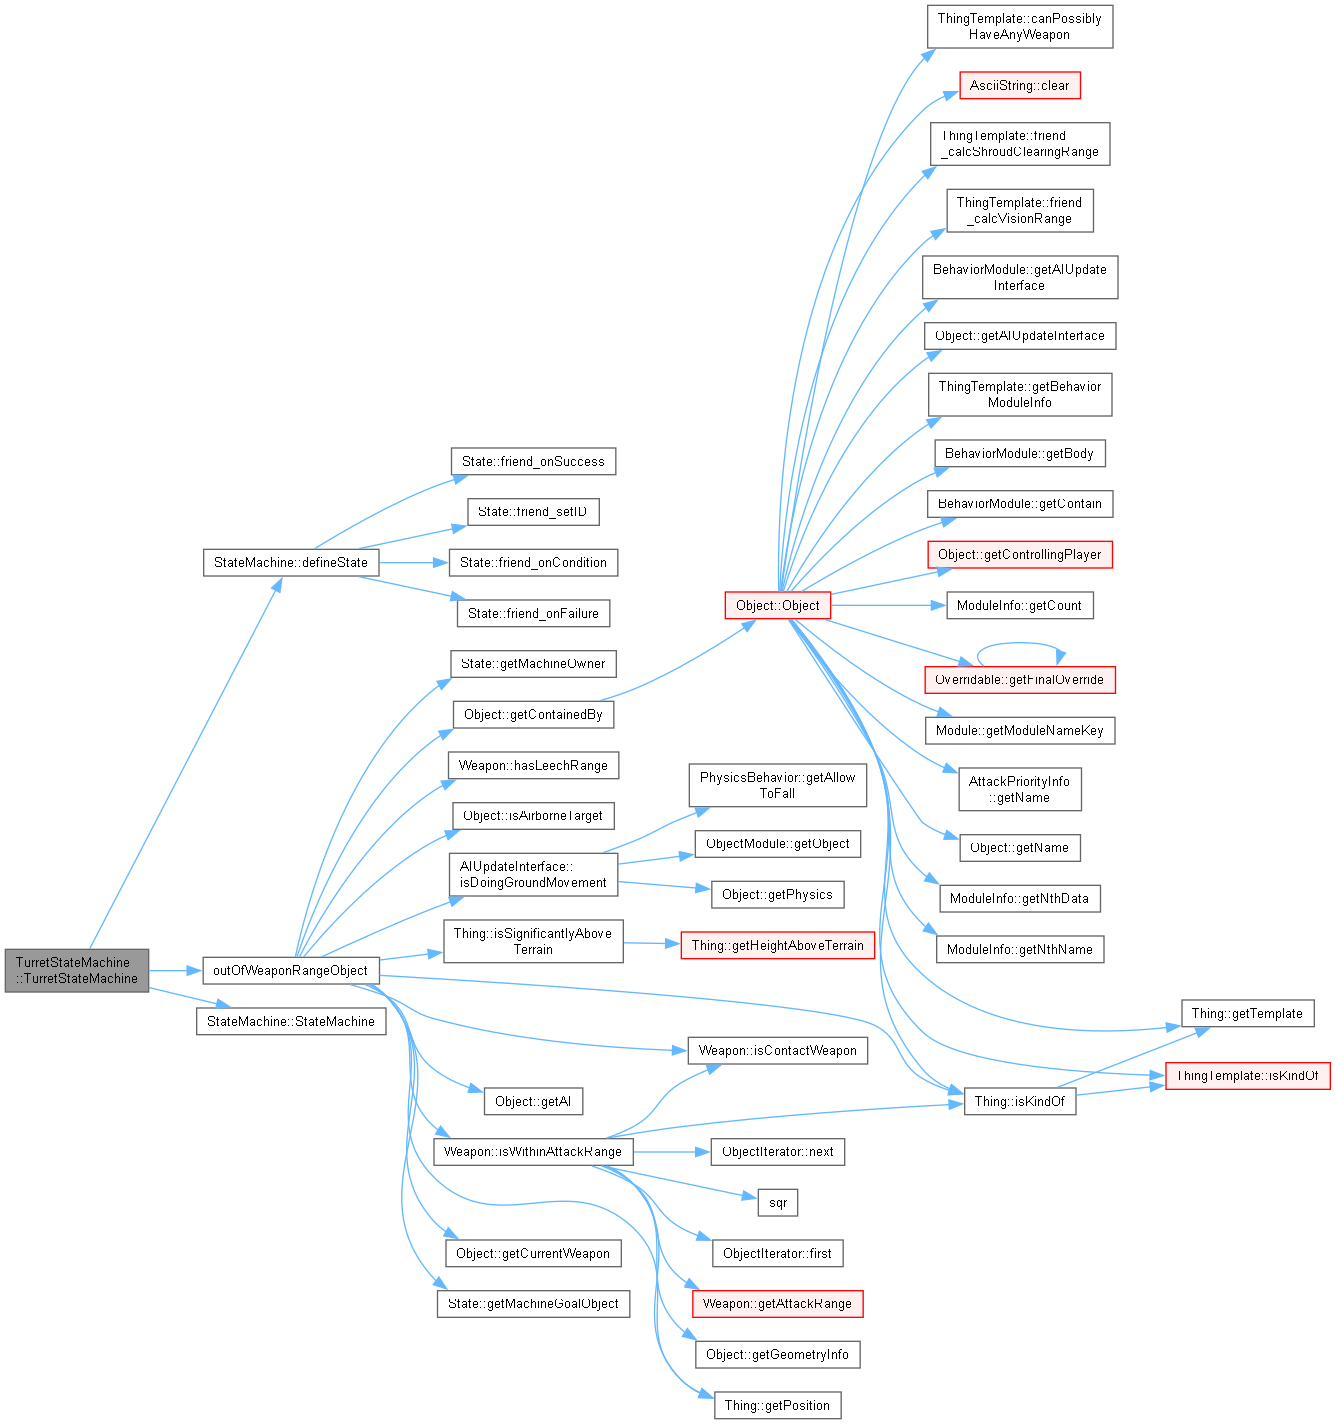 ThingTemplate::canPossibly
HaveAnyWeapon
AsciiString::clear
ThingTemplate::friend
_calcShroudClearingRange
ThingTemplate::friend
_calcVisionRange
BehaviorModule::getAIUpdate
Interface
Object::getAIUpdateInterface
ThingTemplate::getBehavior
ModuleInfo
BehaviorModule::getBody
BehaviorModule::getContain
Object::getControllingPlayer
ModuleInfo::getCount
Overridable::getFinalOverride
Module::getModuleNameKey
AttackPriorityInfo
::getName
Object::getName
ModuleInfo::getNthData
ModuleInfo::getNthName
Thing::getTemplate
ThingTemplate::isKindOf
Thing::isKindOf
Object::Object
State::friend_onSuccess
State::friend_setID
StateMachine::defineState
State::friend_onCondition
State::friend_onFailure
State::getMachineOwner
Object::getContainedBy
Weapon::hasLeechRange
Object::isAirborneTarget
AIUpdateInterface::
isDoingGroundMovement
PhysicsBehavior::getAllow
ToFall
ObjectModule::getObject
Object::getPhysics
Thing::isSignificantlyAbove
Terrain
Thing::getHeightAboveTerrain
TurretStateMachine
::TurretStateMachine
outOfWeaponRangeObject
StateMachine::StateMachine
Weapon::isContactWeapon
Object::getAI
Weapon::isWithinAttackRange
ObjectIterator::next
sqr
ObjectIterator::first
Object::getCurrentWeapon
State::getMachineGoalObject
Weapon::getAttackRange
Object::getGeometryInfo
Thing::getPosition